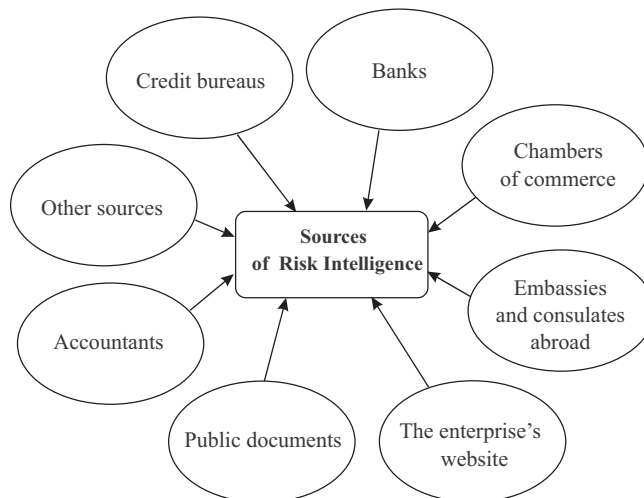 Credit bureaus
Banks
Chambers
of commerce
Other sources
Sources
of Risk Intelligence
Embassies
and consulates
abroad
Accountants
Public documents
The enterprise’s
website